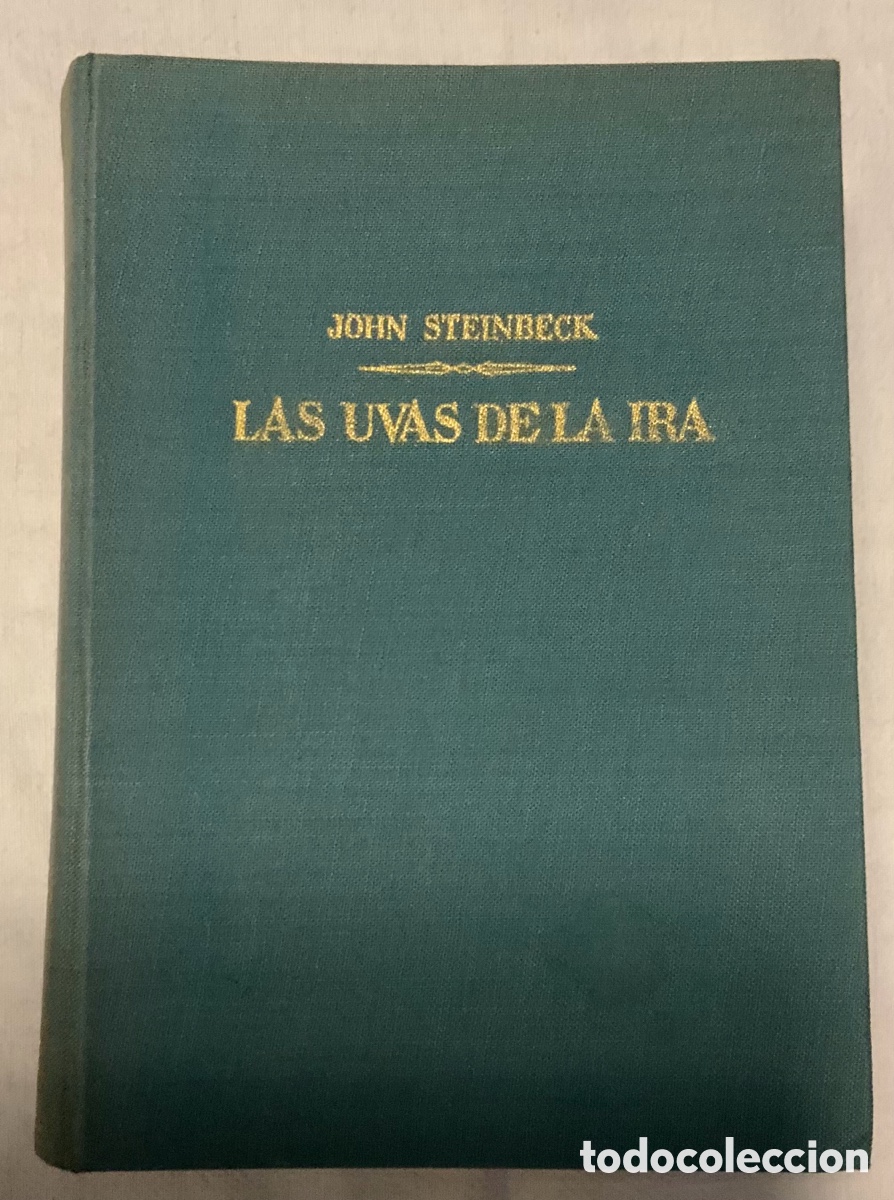 JOHN STEINBECK
LAS UVAS DE LA IRA
todocoleccion